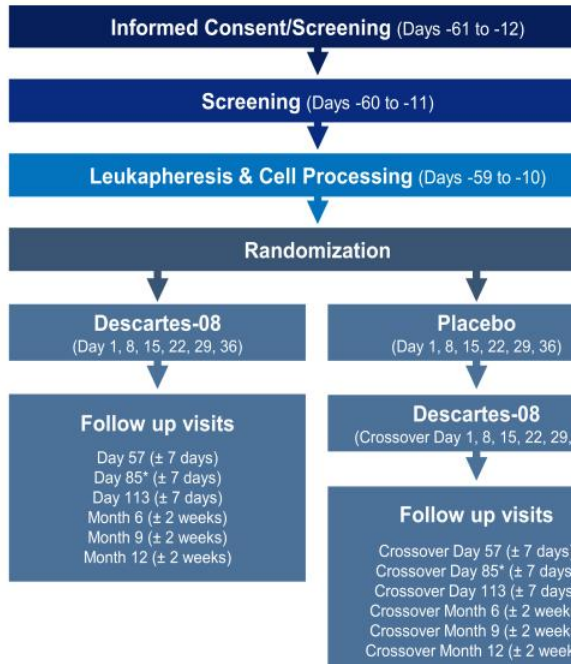 Informed Consent/Screening (Days -61 to -12)
Screening (Days -60 to -11)
Leukapheresis & Cell Processing (Days -59 to -10)
Randomization
Descartes-08
(Day 1, 8, 15, 22, 29, 36)
Follow up visits
Day 57 (± 7 days)
Day 85* (± 7 days)
Day 113 (± 7 days)
Month 6 (± 2 weeks)
Month 9 (± 2 weeks)
Month 12 (± 2 weeks)
Placebo
(Day 1, 8, 15, 22, 29, 36)
Descartes-08
(Crossover Day 1, 8, 15, 22, 29,
Follow up visits
Crossover Day 57 (± 7 days)
Crossover Day 85* (± 7 days
Crossover Day 113 (± 7 days
Crossover Month 6 (± 2
Crossover Month 9 (± 2
Crossover Month 12 (± 2